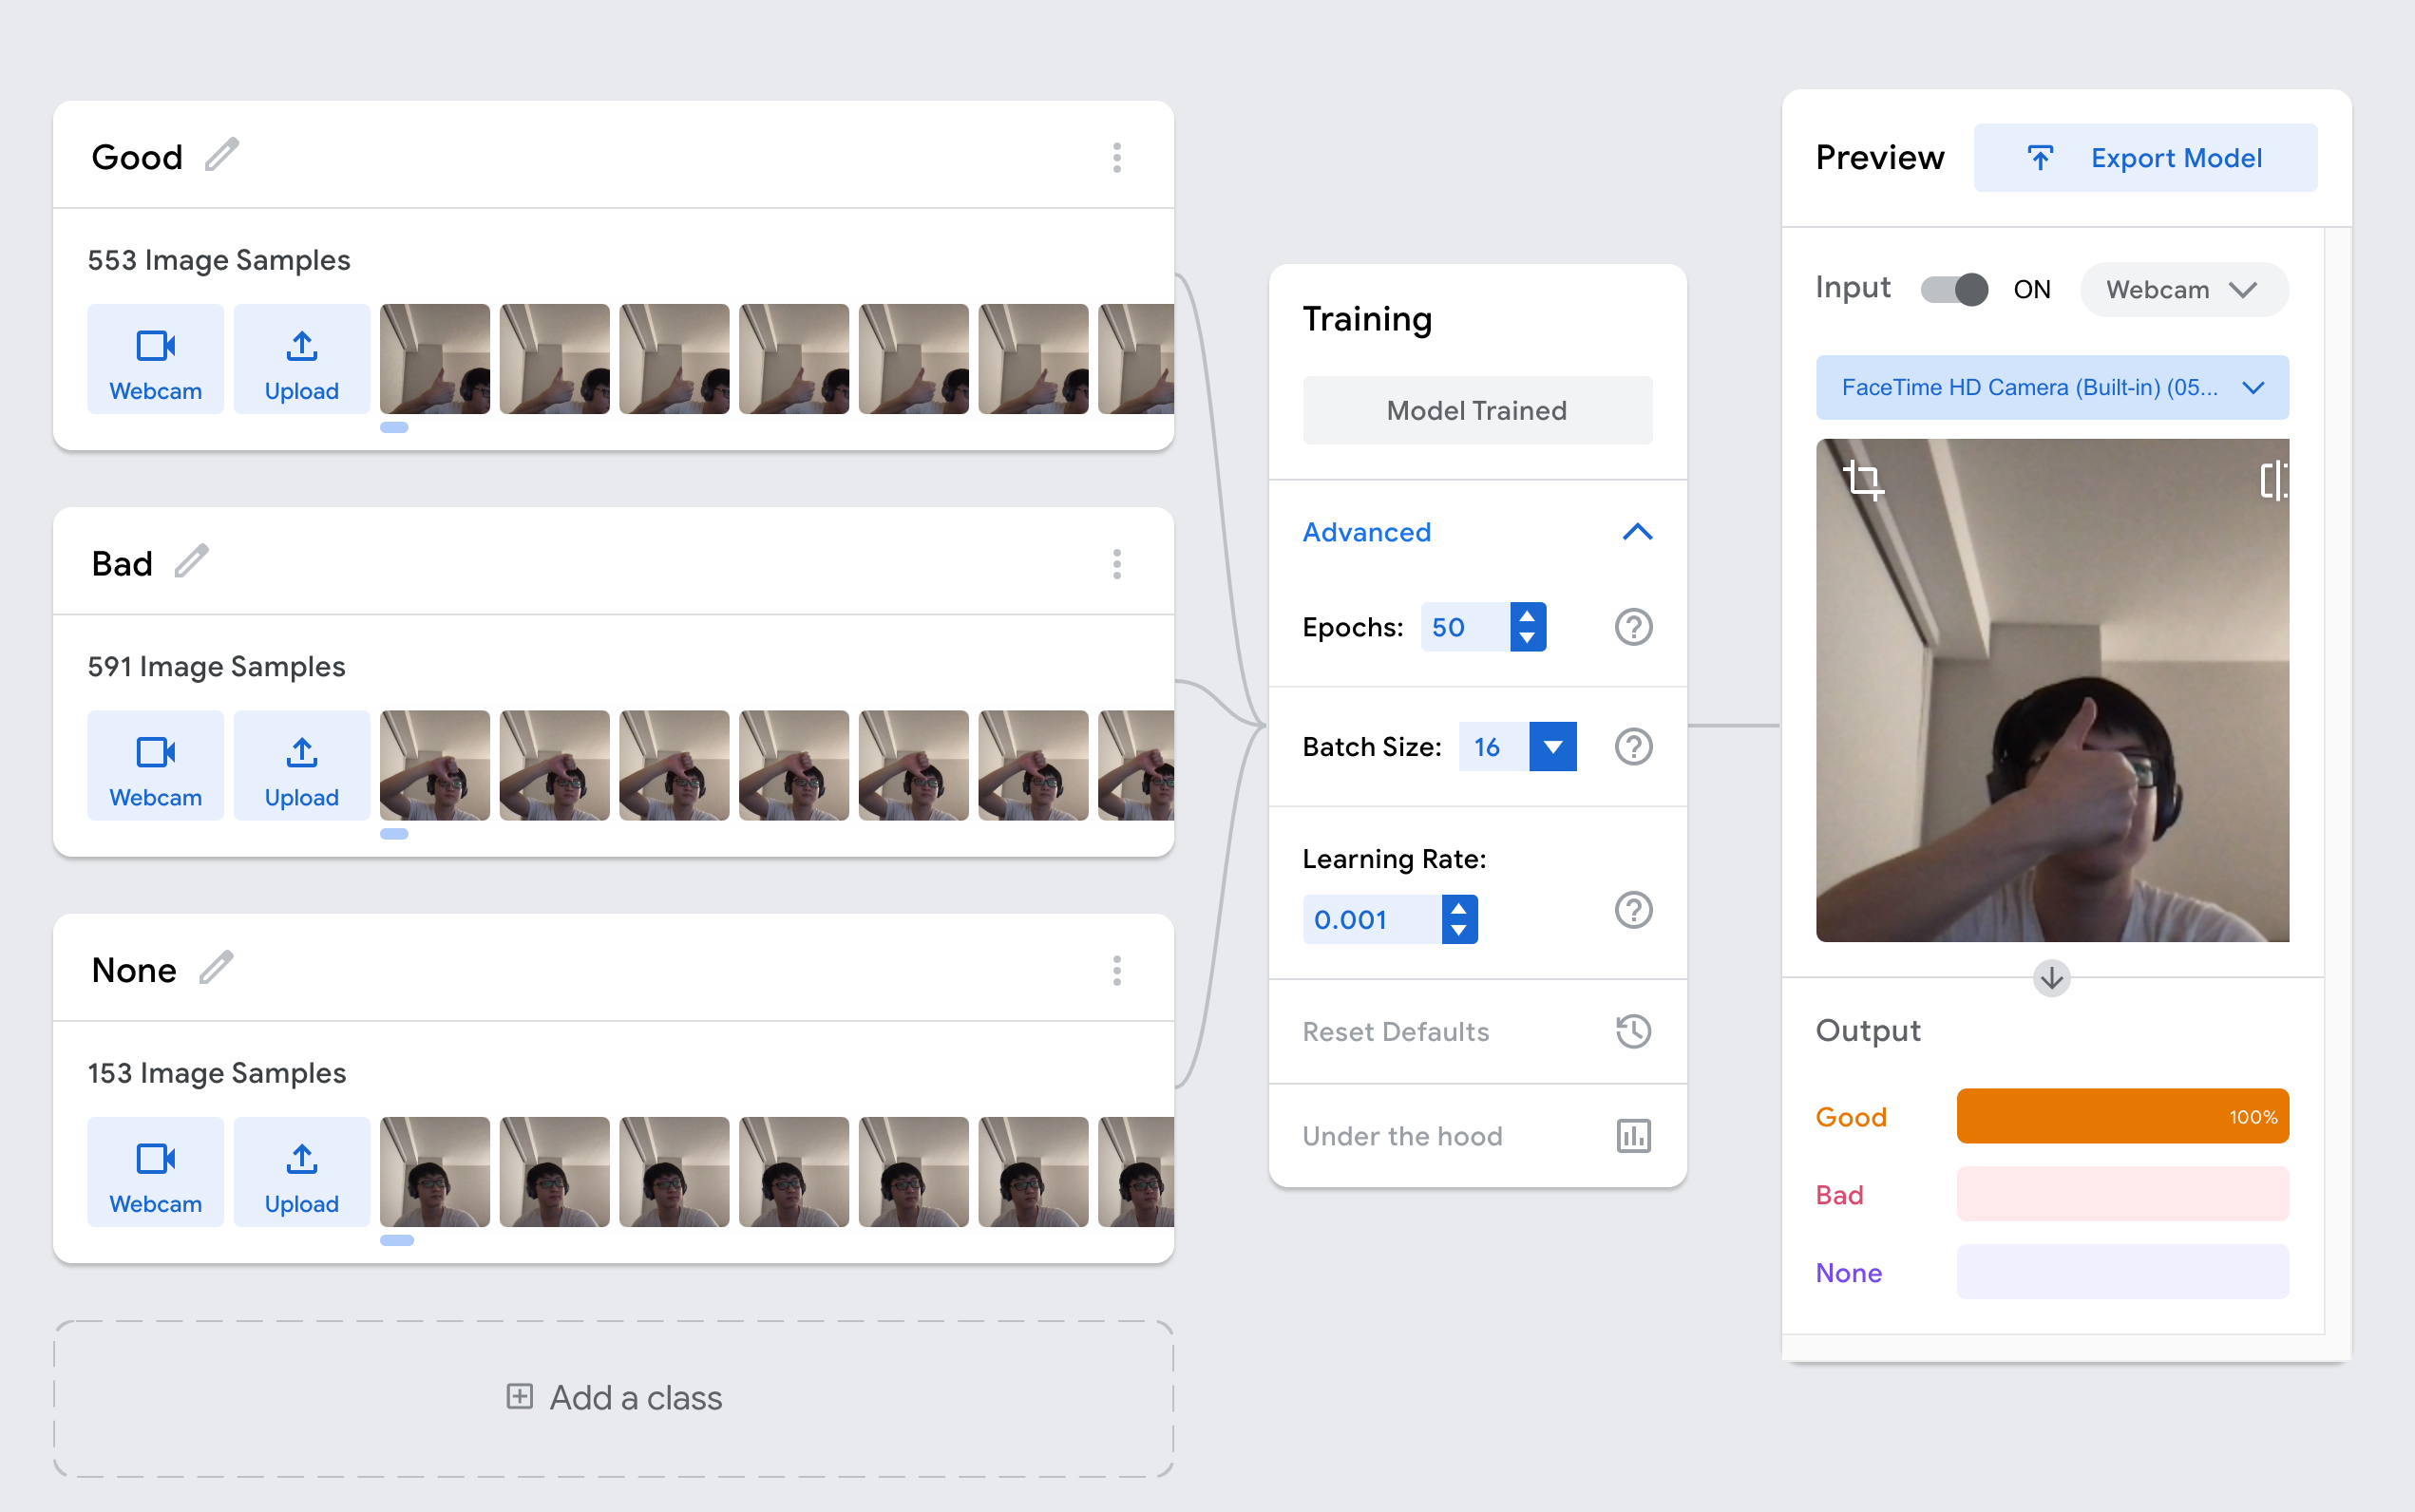 Good
553 Image Samples
Webcam
Upload
Bad
591 Image Samples
Webcam
Upload
None
153 Image Samples
Webcam
Upload
Add a class
Training
Model Trained
Advanced
Epochs: 50
Batch Size: 16
Learning Rate:
0.001
Reset Defaults
Under the hood
Preview
Export Model
Input ON Webcam
FaceTime HD Camera (Built-in) (05...
Output
Good 100%
Bad
None